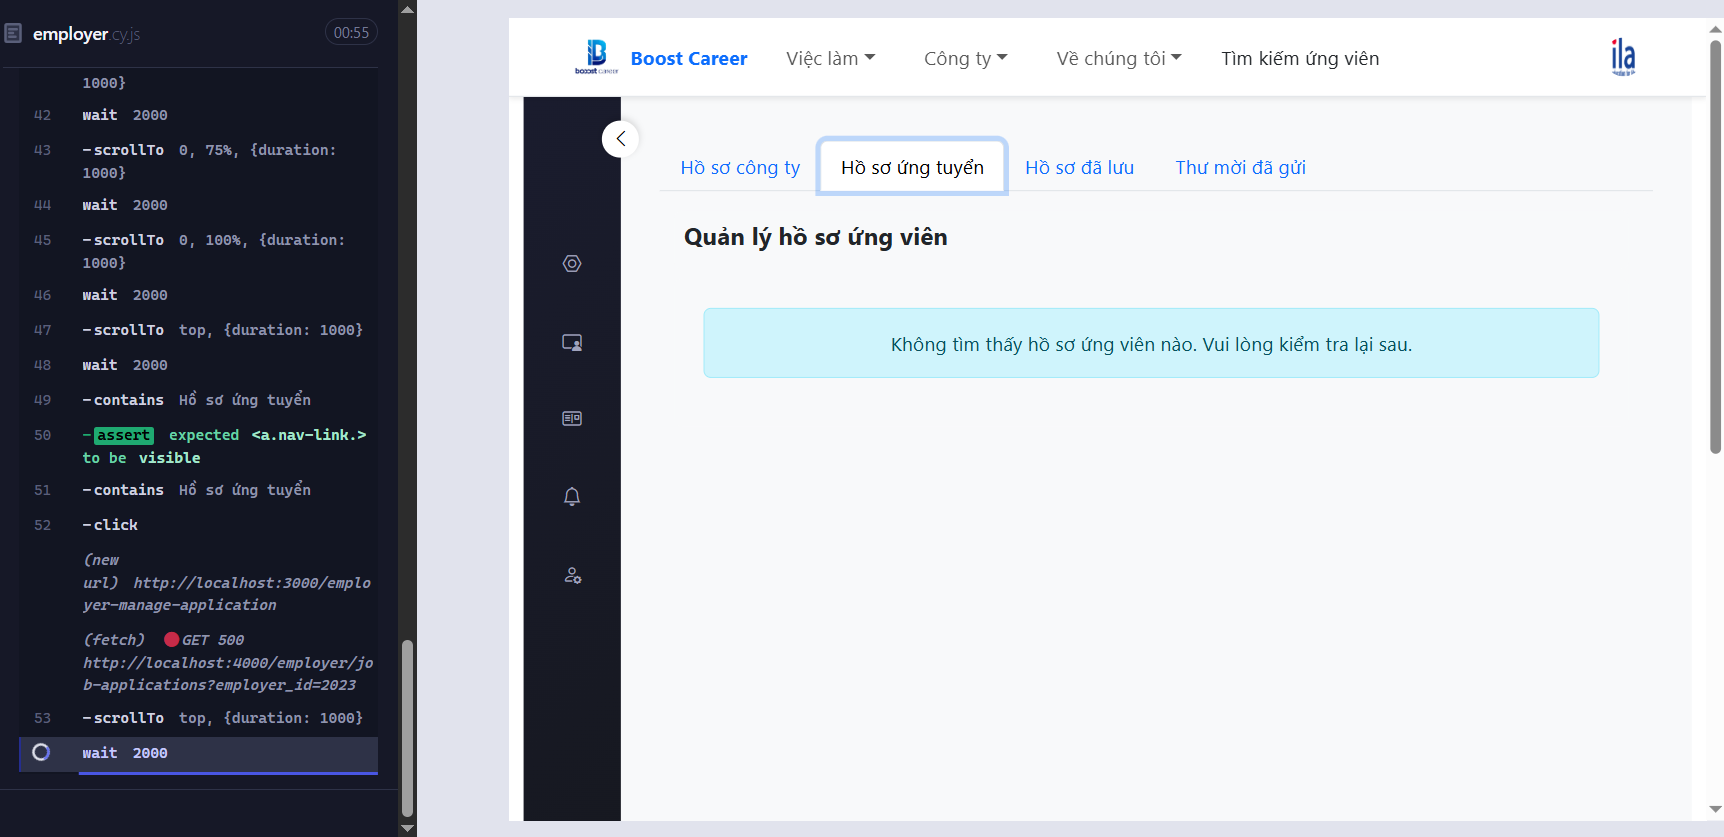 employer.cy.js
00:55
1000}
42 wait 2000
43 -scrollTo 0, 75%, {duration:
1000}
44 wait 2000
45 -scrollTo 0, 100%, {duration:
1000}
46 wait 2000
47 -scrollTo top, {duration: 1000}
48 wait 2000
49 -contains Hồ sơ ứng tuyển
50 -assert expected <a.nav-link.>
to be visible
51 -contains Hồ sơ ứng tuyển
52 -click
(new
url) http://localhost:3000/emplo
yer-manage-application
(fetch) GET 500
http://localhost:4000/employer/jo
b-applications?employer_id=2023
53 -scrollTo top, {duration: 1000}
wait 2000
Boost Career Việc làm Công ty Về chúng tôi Tìm kiếm ứng viên
ila
Hồ sơ công ty Hồ sơ ứng tuyển Hồ sơ đã lưu Thư mời đã gửi
Quản lý hồ sơ ứng viên
Không tìm thấy hồ sơ ứng viên nào. Vui lòng kiểm tra lại sau.